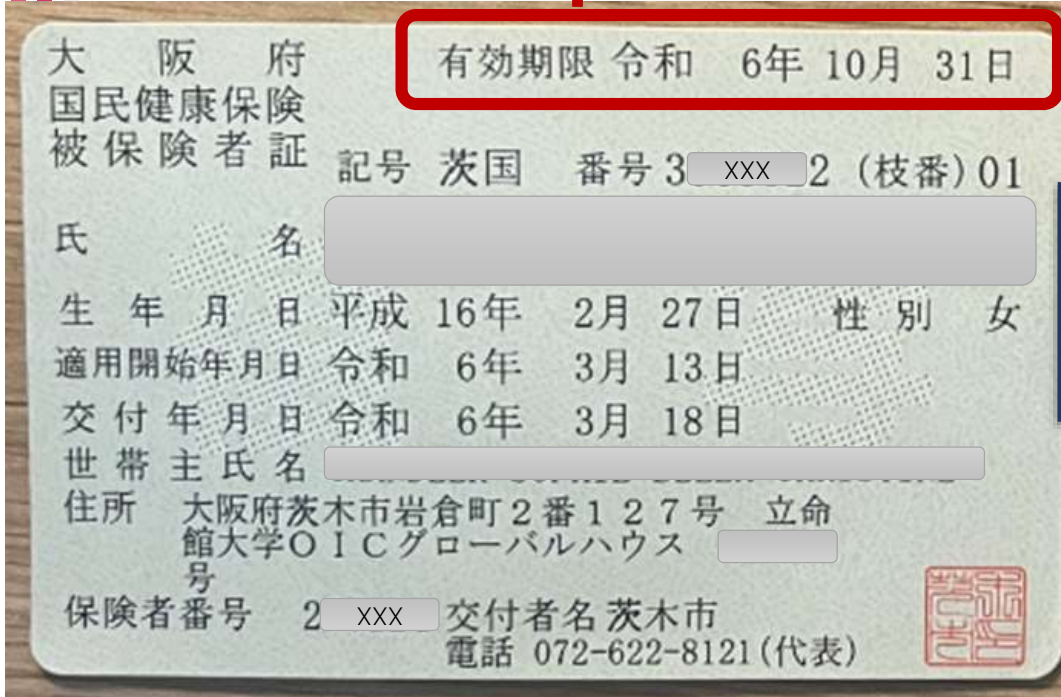 大阪府 有効期限 令和 6年 10月 31日
国民健康保険
被保険者証
記号 茨国 番号 3 XXX 2 (枝番) 01
氏名
生年月日 平成 16年 2月 27日 性別 女
適用開始年月日 令和 6年 3月 13日
交付年月日 令和 6年 3月 18日
世帯主氏名
住所 大阪府茨木市岩倉町2番127号 立命
館大学OICグローバルハウス
号
保険者番号 2 XXX 交付者名 茨木市
電話 072-622-8121(代表)